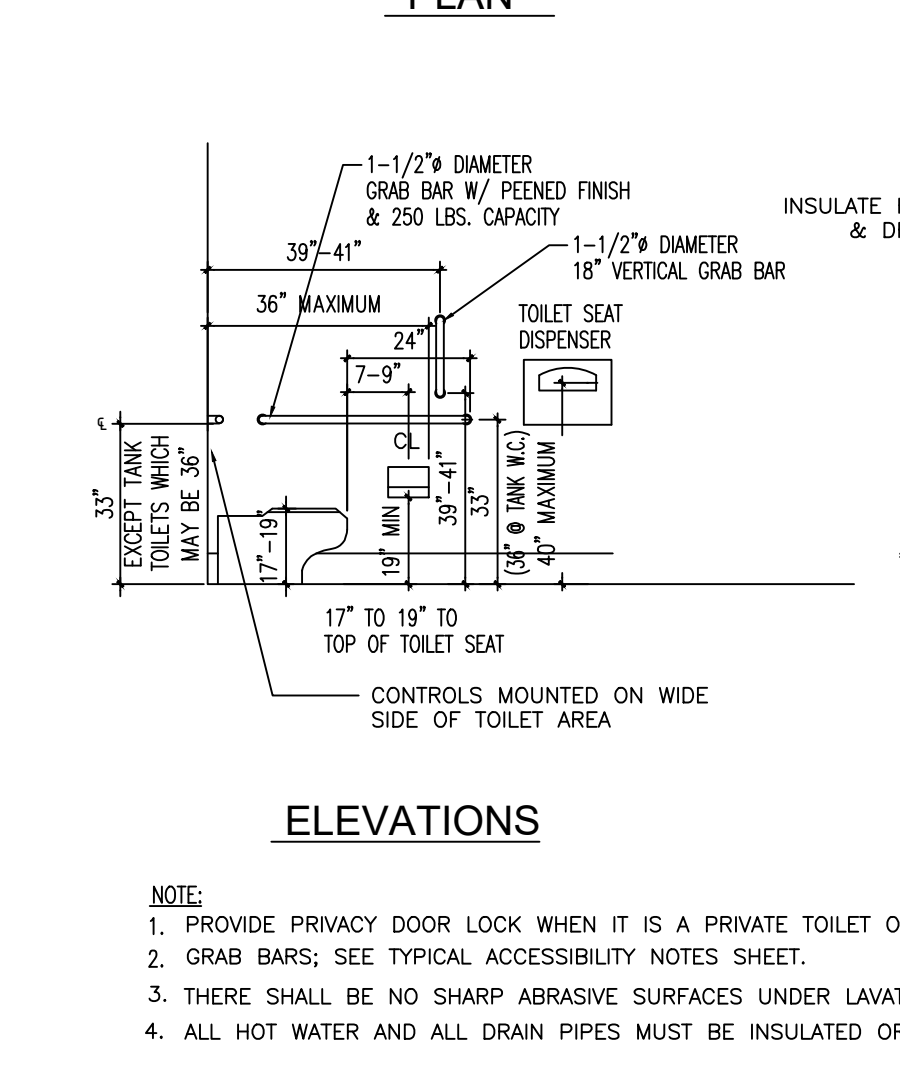 PLAN
1-1/2"ø DIAMETER
GRAB BAR W/ PEENED FINISH
& 250 LBS. CAPACITY
INSULATE
& D
39"-41"
1-1/2"ø DIAMETER
18" VERTICAL GRAB BAR
36" MAXIMUM
TOILET SEAT
DISPENSER
24"
7-9"
℄
CL
33"
EXCEPT TANK
TOILETS WHICH
MAY BE 36"
17"-19"
19" MIN
39"-41"
33"
(36" @ TANK W.C.)
40" MAXIMUM
17" TO 19" TO
TOP OF TOILET SEAT
CONTROLS MOUNTED ON WIDE
SIDE OF TOILET AREA
ELEVATIONS
NOTE:
1. PROVIDE PRIVACY DOOR LOCK WHEN IT IS A PRIVATE TOILET O
2. GRAB BARS; SEE TYPICAL ACCESSIBILITY NOTES SHEET.
3. THERE SHALL BE NO SHARP ABRASIVE SURFACES UNDER LAVAT
4. ALL HOT WATER AND ALL DRAIN PIPES MUST BE INSULATED OR